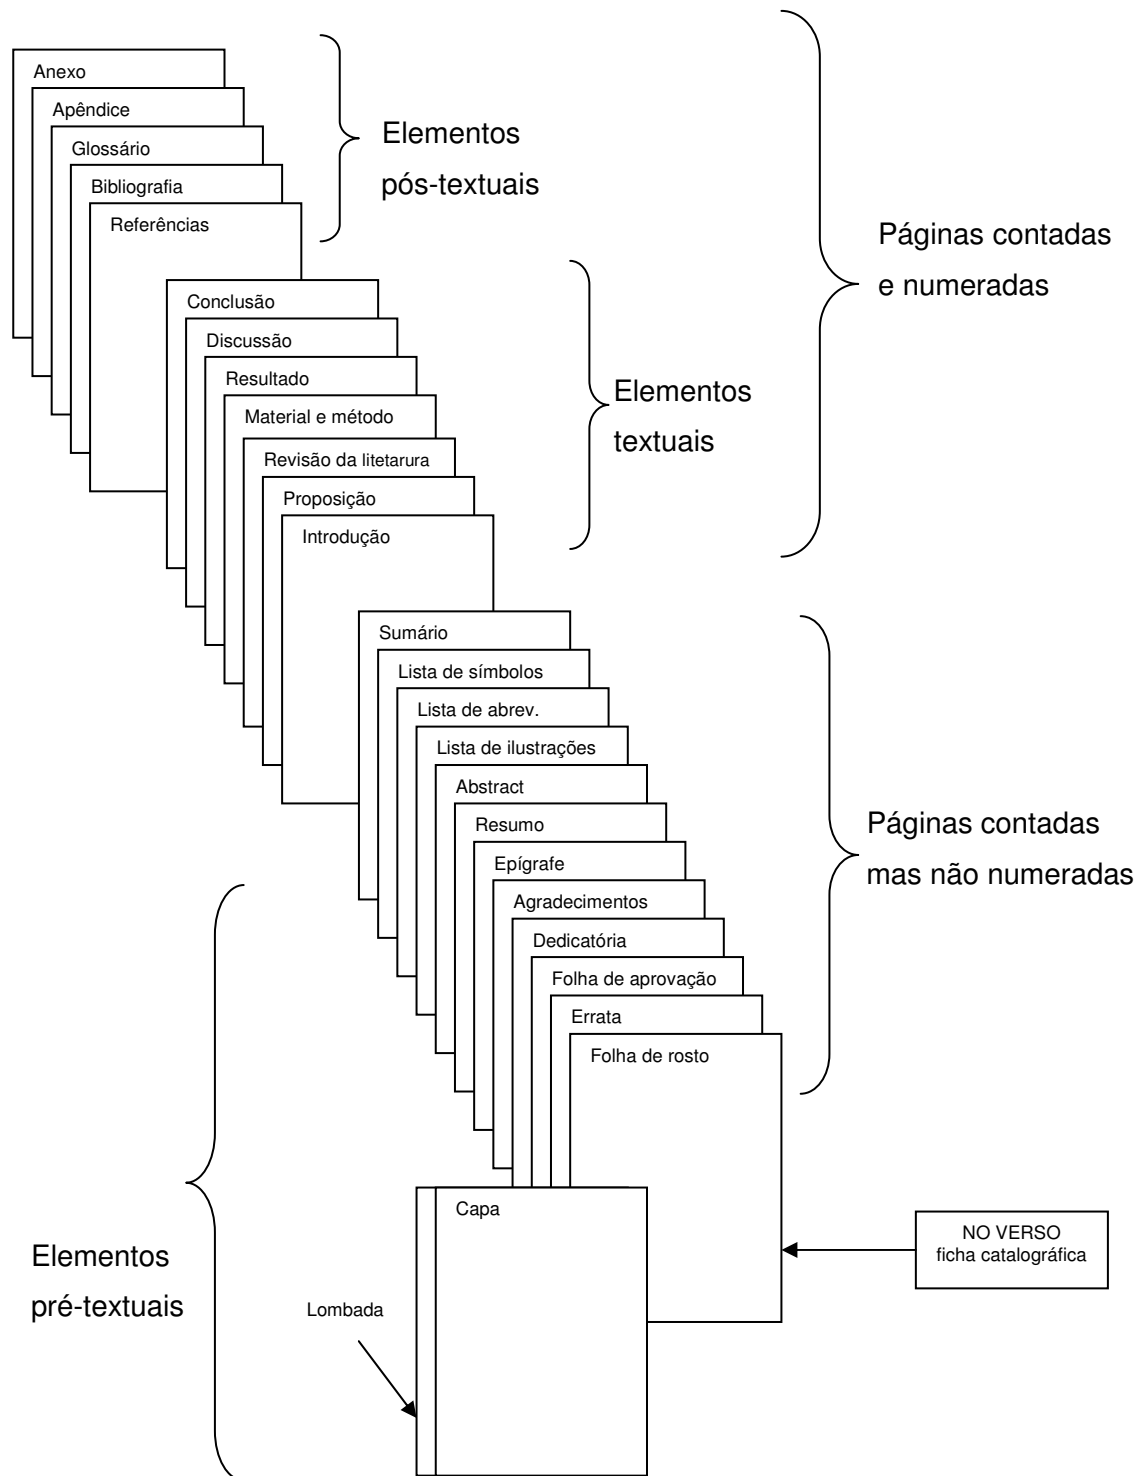 Anexo
Apêndice
Glossário
Bibliografia
Referências
Elementos
pós-textuais
Páginas contadas
e numeradas
Conclusão
Discussão
Resultado
Material e método
Revisão da litetarura
Proposição
Introdução
Elementos
textuais
Sumário
Lista de símbolos
Lista de abrev.
Lista de ilustrações
Abstract
Resumo
Epígrafe
Agradecimentos
Dedicatória
Folha de aprovação
Errata
Folha de rosto
Páginas contadas
mas não numeradas
Capa
NO VERSO
ficha catalográfica
Elementos
pré-textuais
Lombada